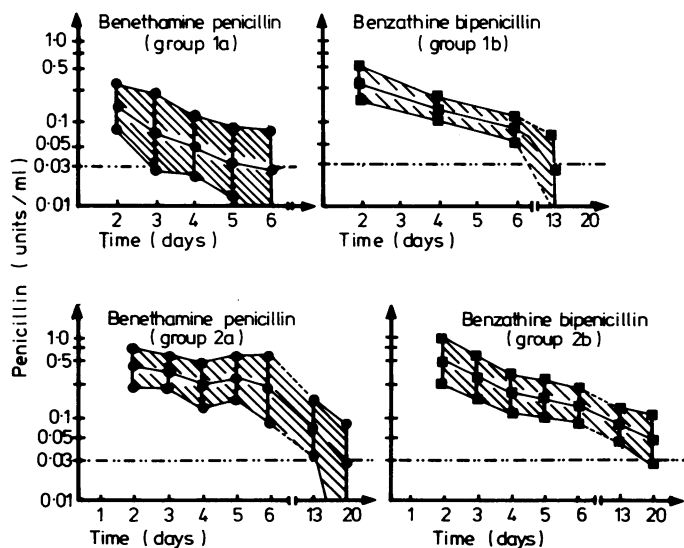 Benethamine penicillin
(group 1a)
1·0
0·5
0·1
0·05
0·03
0·01
2 3 4 5 6
Time (days)
Benzathine bipenicillin
(group 1b)
2 3 4 5 6 13 20
Time (days)
Penicillin (units/ml)
Benethamine penicillin
(group 2a)
1·0
0·5
0·1
0·05
0·03
0·01
1 2 3 4 5 6 13 20
Time (days)
Benzathine bipenicillin
(group 2b)
1 2 3 4 5 6 13 20
Time (days)